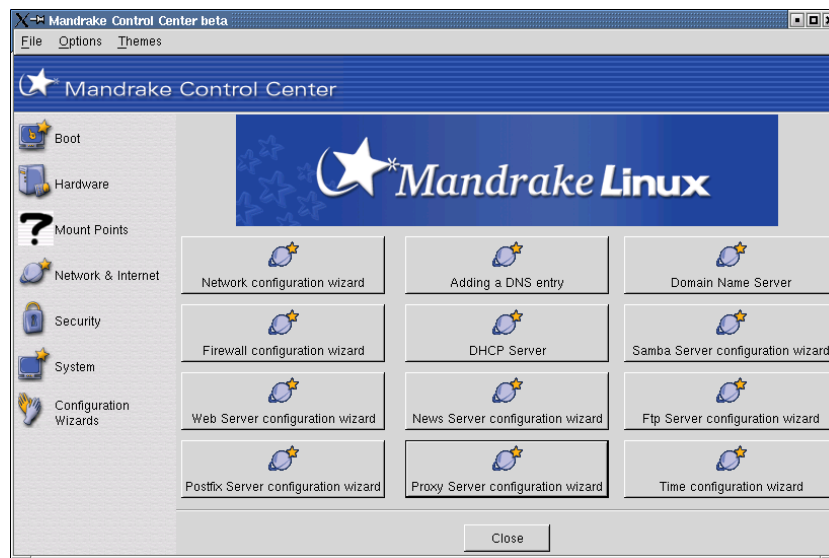 Mandrake Control Center beta
File Options Themes
Mandrake Control Center
Boot
Hardware
Mount Points
Network & Internet
Security
System
Configuration
Wizards
Mandrake Linux
Network configuration wizard
Adding a DNS entry
Domain Name Server
Firewall configuration wizard
DHCP Server
Samba Server configuration wizard
Web Server configuration wizard
News Server configuration wizard
Ftp Server configuration wizard
Postfix Server configuration wizard
Proxy Server configuration wizard
Time configuration wizard
Close